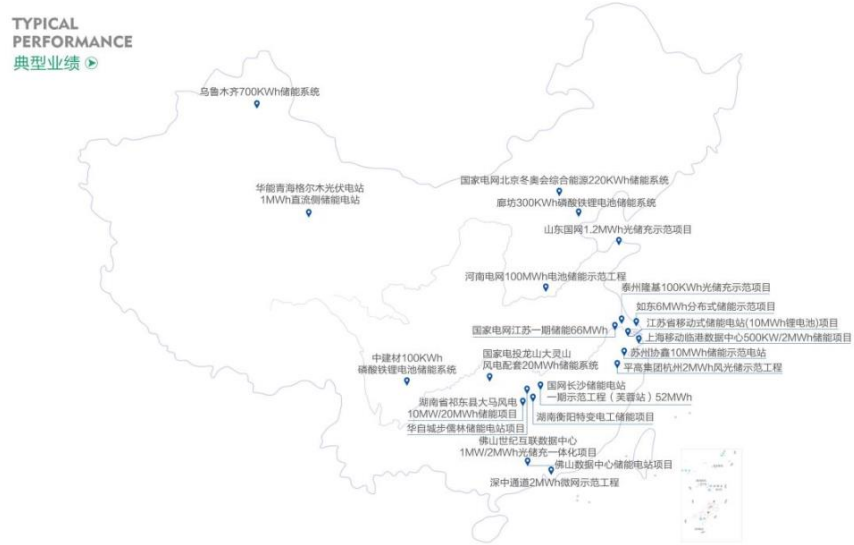 TYPICAL
PERFORMANCE
典型业绩
乌鲁木齐700KWh储能系统
华能青海格尔木光伏电站
1MWh直流侧储能电站
国家电网北京冬奥会综合能源220KWh储能系统
廊坊300KWh磷酸铁锂电池储能系统
山东国网1.2MWh光储充示范项目
河南电网100MWh电池储能示范工程
泰州隆基100KWh光储充示范项目
如东6MWh分布式储能示范项目
江苏省移动式储能电站(10MWh锂电池)项目
国家电网江苏一期储能66MWh
上海移动临港数据中心500KW/2MWh储能项目
苏州协鑫10MWh储能示范电站
平高集团杭州2MWh风光储示范工程
中建材100KWh
磷酸铁锂电池储能系统
国家电投龙山大灵山
风电配套20MWh储能系统
国网长沙储能电站
一期示范工程（芙蓉站）52MWh
湖南省祁东县大马风电
10MW/20MWh储能项目
湖南衡阳特变电工储能项目
华自城步儒林储能电站项目
佛山世纪互联数据中心
1MW/2MWh光储充一体化项目
佛山数据中心储能电站项目
深中通道2MWh微网示范工程